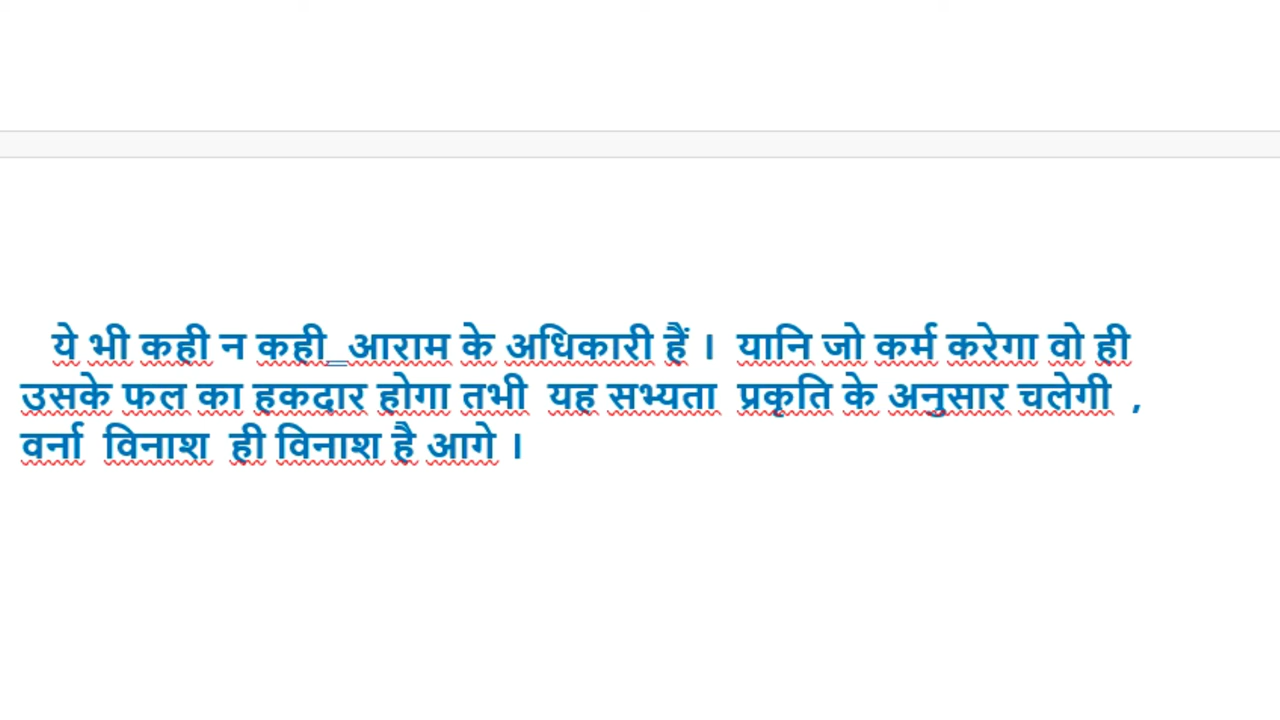 ये भी कही न कही_आराम के अधिकारी हैं । यानि जो कर्म करेगा वो ही
उसके फल का हकदार होगा तभी यह सभ्यता प्रकृति के अनुसार चलेगी ,
वर्ना विनाश ही विनाश है आगे ।